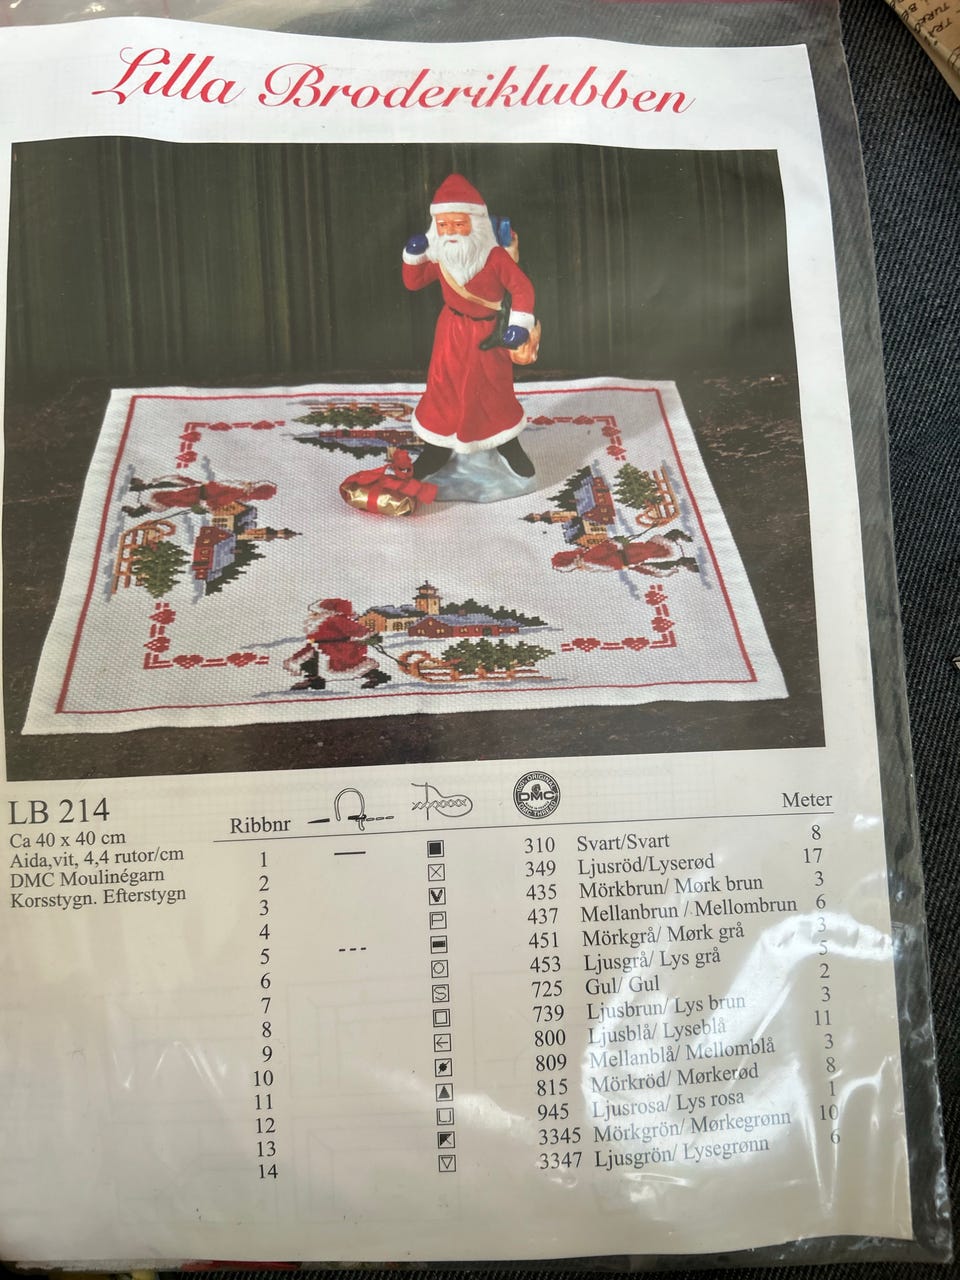 Lilla Broderiklubben
LB 214
Ca 40 x 40 cm
Aida,vit, 4,4 rutor/cm
DMC Moulinégarn
Korsstygn. Efterstygn
Ribbnr DMC Meter
1 310 Svart/Svart 8
2 349 Ljusröd/Lyserød 17
3 435 Mörkbrun/ Mørk brun 3
4 437 Mellanbrun / Mellombrun 6
5 451 Mörkgrå/ Mørk grå 3
6 453 Ljusgrå/ Lys grå 5
7 725 Gul/ Gul 2
8 739 Ljusbrun/ Lys brun 3
9 800 Ljusblå/ Lyseblå 11
10 809 Mellanblå/ Mellomblå 3
11 815 Mörkröd/ Mørkerød 8
12 945 Ljusrosa/ Lys rosa 1
13 3345 Mörkgrön/ Mørkegrønn 10
14 3347 Ljusgrön/ Lysegrønn 6